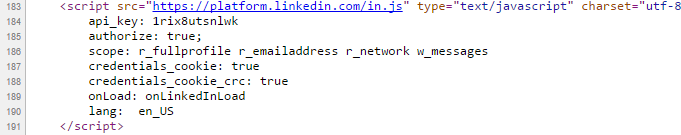 183 <script src="https://platform.linkedin.com/in.js" type="text/javascript" charset="utf-8
184 api_key: 1rix8utsnlwk
185 authorize: true;
186 scope: r_fullprofile r_emailaddress r_network w_messages
187 credentials_cookie: true
188 credentials_cookie_crc: true
189 onLoad: onLinkedInLoad
190 lang:  en_US
191 </script>